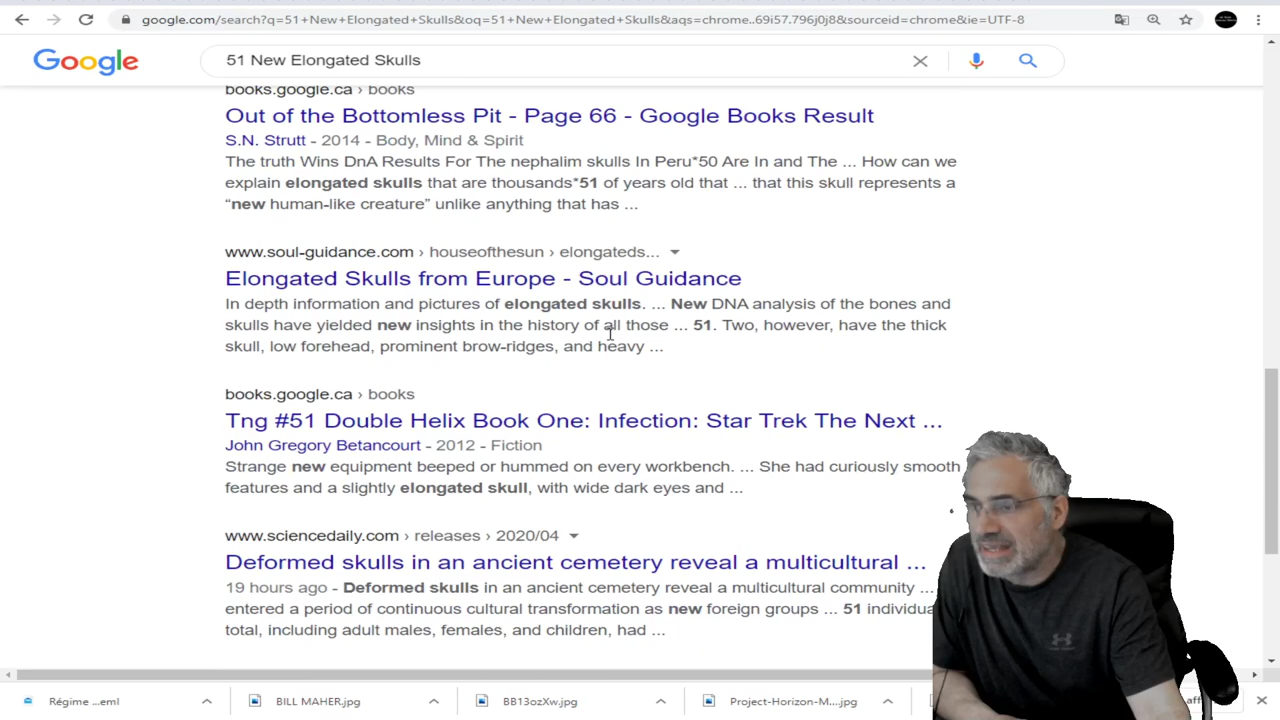 google.com/search?q=51+New+Elongated+Skulls&oq=51+New+Elongated+Skulls&aqs=chrome..69i57.796j0j8&sourceid=chrome&ie=UTF-8
Google
51 New Elongated Skulls
books.google.ca › books
Out of the Bottomless Pit - Page 66 - Google Books Result
S.N. Strutt - 2014 - Body, Mind & Spirit
The truth Wins DnA Results For The nephalim skulls In Peru*50 Are In and The ... How can we
explain elongated skulls that are thousands*51 of years old that ... that this skull represents a
“new human-like creature” unlike anything that has ...
www.soul-guidance.com › houseofthesun › elongateds...
Elongated Skulls from Europe - Soul Guidance
In depth information and pictures of elongated skulls. ... New DNA analysis of the bones and
skulls have yielded new insights in the history of all those ... 51. Two, however, have the thick
skull, low forehead, prominent brow-ridges, and heavy ...
books.google.ca › books
Tng #51 Double Helix Book One: Infection: Star Trek The Next ...
John Gregory Betancourt - 2012 - Fiction
Strange new equipment beeped or hummed on every workbench. ... She had curiously smooth
features and a slightly elongated skull, with wide dark eyes and ...
www.sciencedaily.com › releases › 2020/04
Deformed skulls in an ancient cemetery reveal a multicultural ...
19 hours ago - Deformed skulls in an ancient cemetery reveal a multicultural community ...
entered a period of continuous cultural transformation as new foreign groups ... 51
total, including adult males, females, and children, had ...
Régime ...eml
BILL MAHER.jpg
BB13ozXw.jpg
Project-Horizon-M....jpg